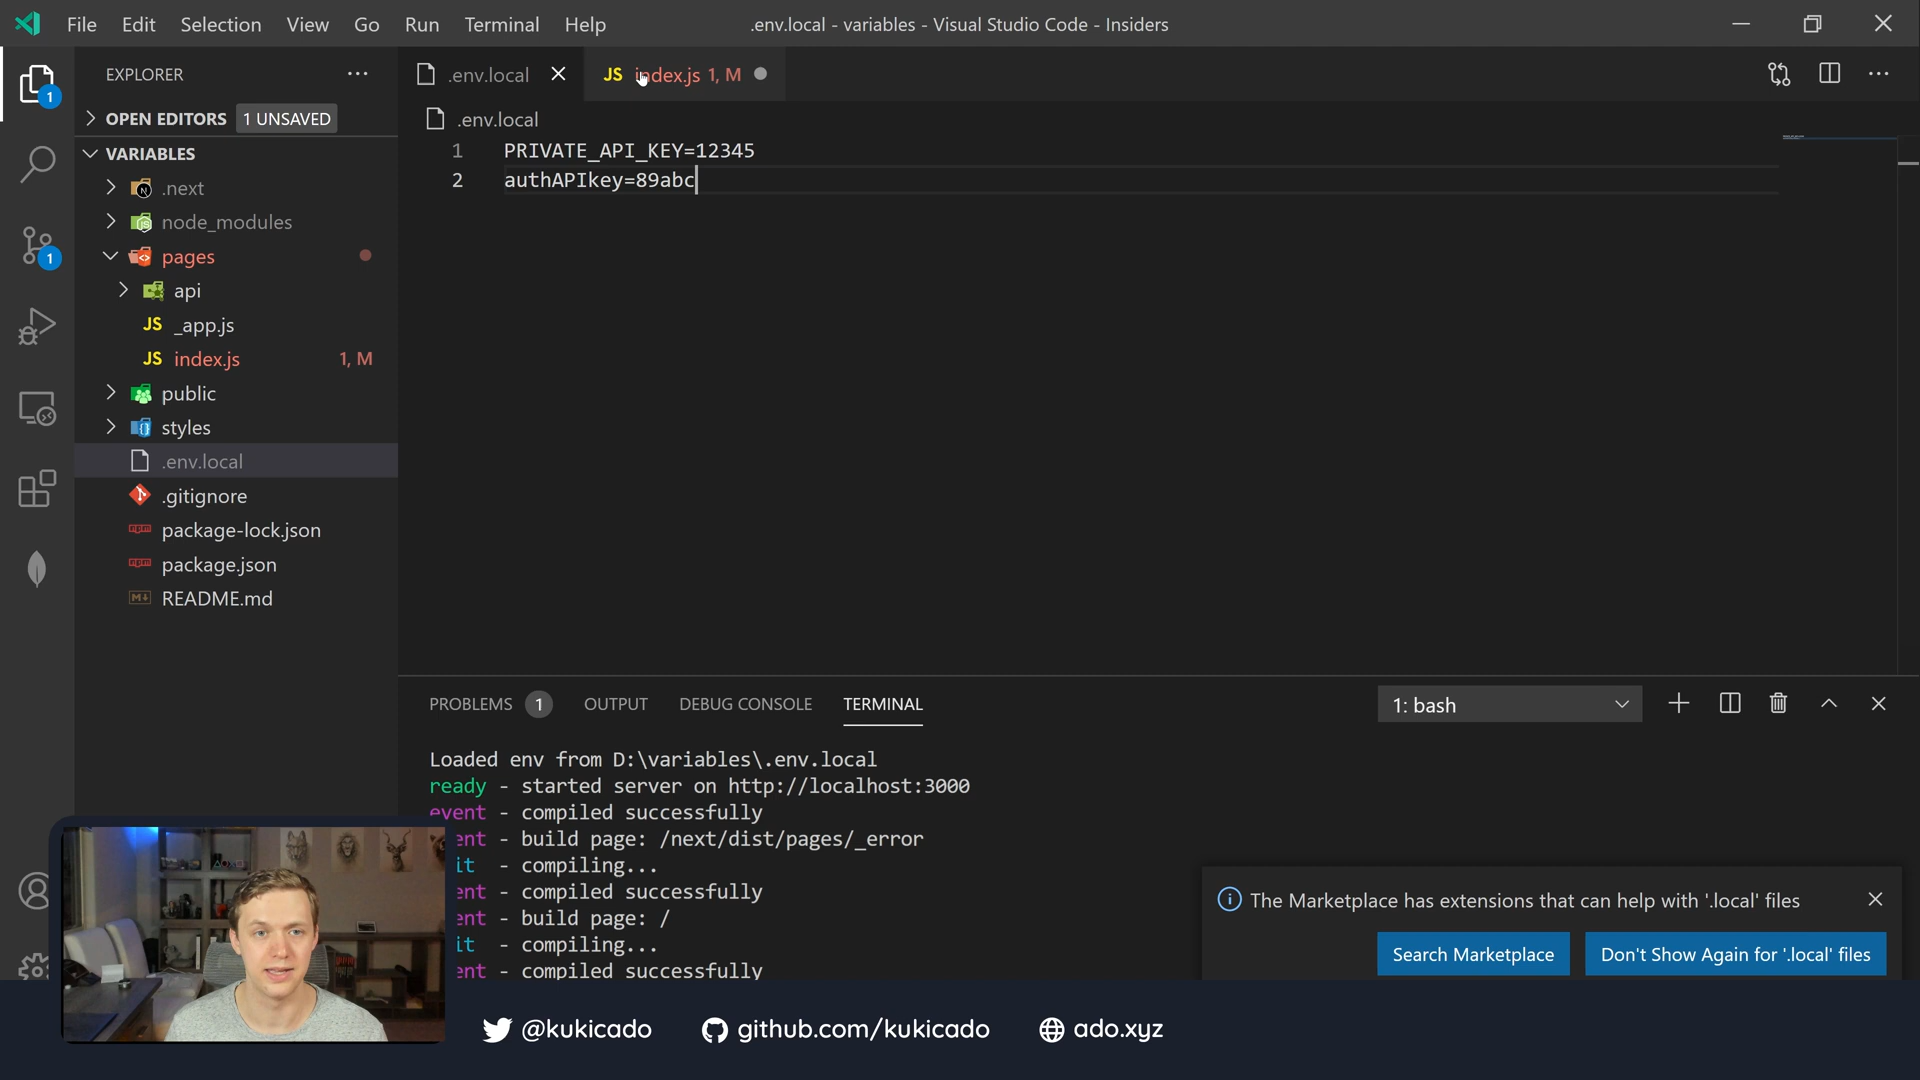 File Edit Selection View Go Run Terminal Help .env.local - variables - Visual Studio Code - Insiders
EXPLORER
OPEN EDITORS 1 UNSAVED
VARIABLES
.next
node_modules
pages
api
JS _app.js
JS index.js 1, M
public
styles
.env.local
.gitignore
package-lock.json
package.json
README.md
1
1
.env.local JS index.js 1, M
.env.local
1 PRIVATE_API_KEY=12345
2 authAPIkey=89abc
PROBLEMS 1 OUTPUT DEBUG CONSOLE TERMINAL 1: bash
Loaded env from D:\variables\.env.local
ready - started server on http://localhost:3000
event - compiled successfully
ent - build page: /next/dist/pages/_error
it - compiling...
ent - compiled successfully
ent - build page: /
it - compiling...
ent - compiled successfully
The Marketplace has extensions that can help with '.local' files
Search Marketplace Don't Show Again for '.local' files
@kukicado github.com/kukicado ado.xyz